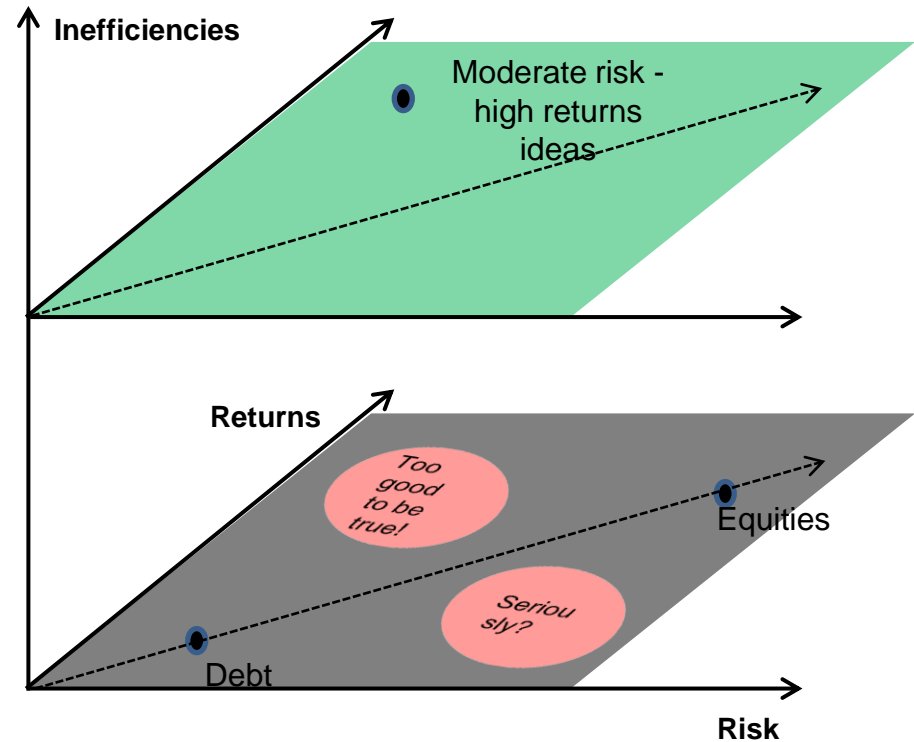 Inefficiencies
Moderate risk -
high returns
ideas
Returns
Too
good
to be
true!
Equities
Seriou
sly?
Debt
Risk